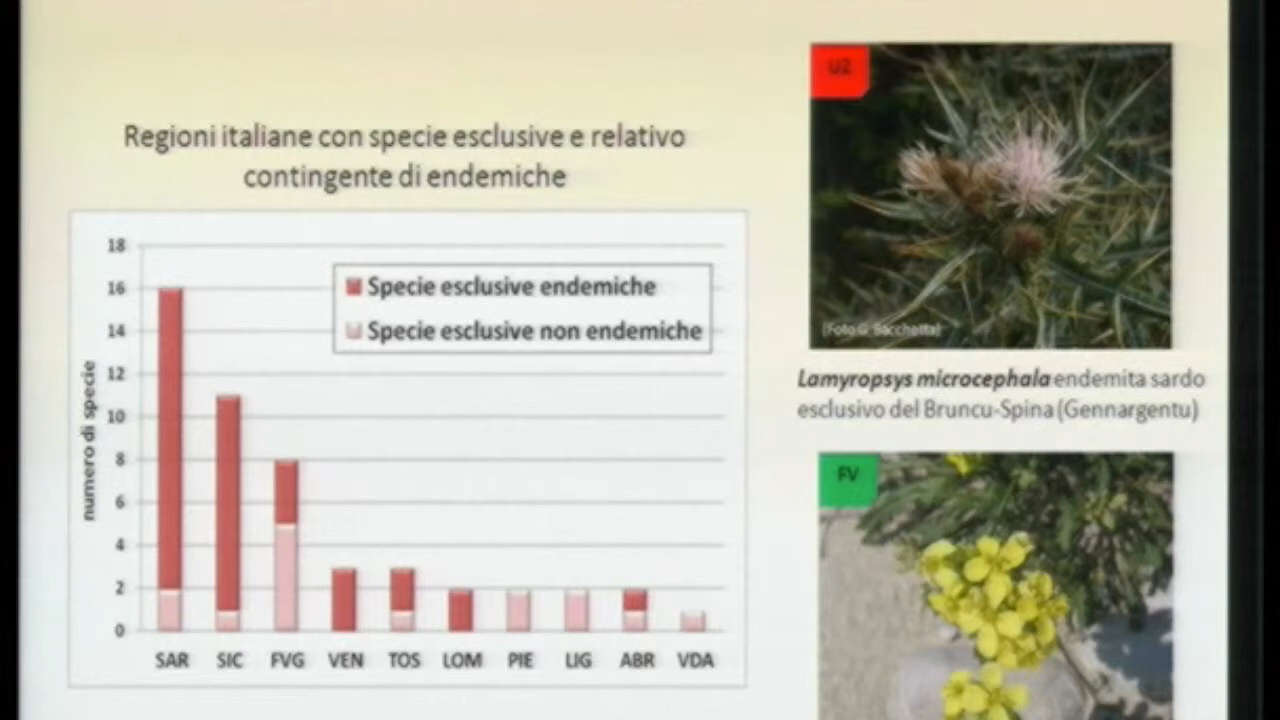 Regioni italiane con specie esclusive e relativo
contingente di endemiche
numero di specie
18
16
14
12
10
8
6
4
2
0
Specie esclusive endemiche
Specie esclusive non endemiche
SAR SIC FVG VEN TOS LOM PIE LIG ABR VDA
U2
(Foto G. Bacchetta)
Lamyropsys microcephala endemita sardo
esclusivo del Bruncu-Spina (Gennargentu)
FV